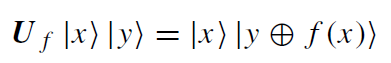 U_f |x⟩ |y⟩ = |x⟩ |y ⊕ f(x)⟩